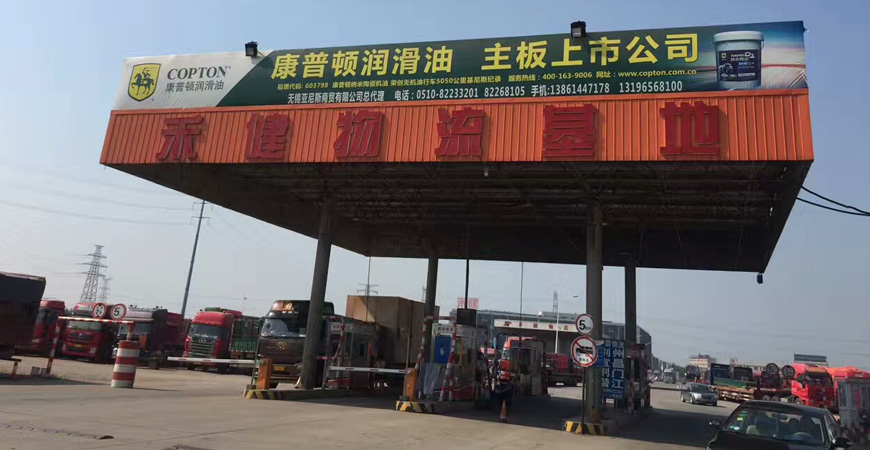 COPTON
康普顿润滑油
康普顿润滑油 主板上市公司
股票代码：603798 康普顿纳米陶瓷机油 荣创无机油行车5050公里基尼斯纪录 服务热线：400-163-9006 网址：www.copton.com.cn
无锡亚尼斯商贸有限公司总代理 电话：0510-82233201 82268105 手机:13861447178 13196568100
禾健物流基地
5
5